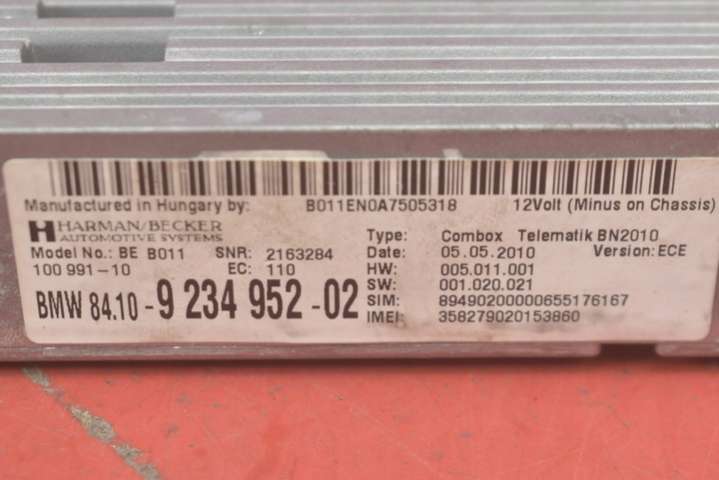 Manufactured in Hungary by: B011EN0A7505318 12Volt (Minus on Chassis)
HARMAN/BECKER
AUTOMOTIVE SYSTEMS
Model No.: BE B011 SNR: 2163284
100 991-10 EC: 110
BMW 84.10 - 9 234 952 - 02
Type: Combox Telematik BN2010
Date: 05.05.2010 Version: ECE
HW: 005.011.001
SW: 001.020.021
SIM: 89490200000655176167
IMEI: 358279020153860